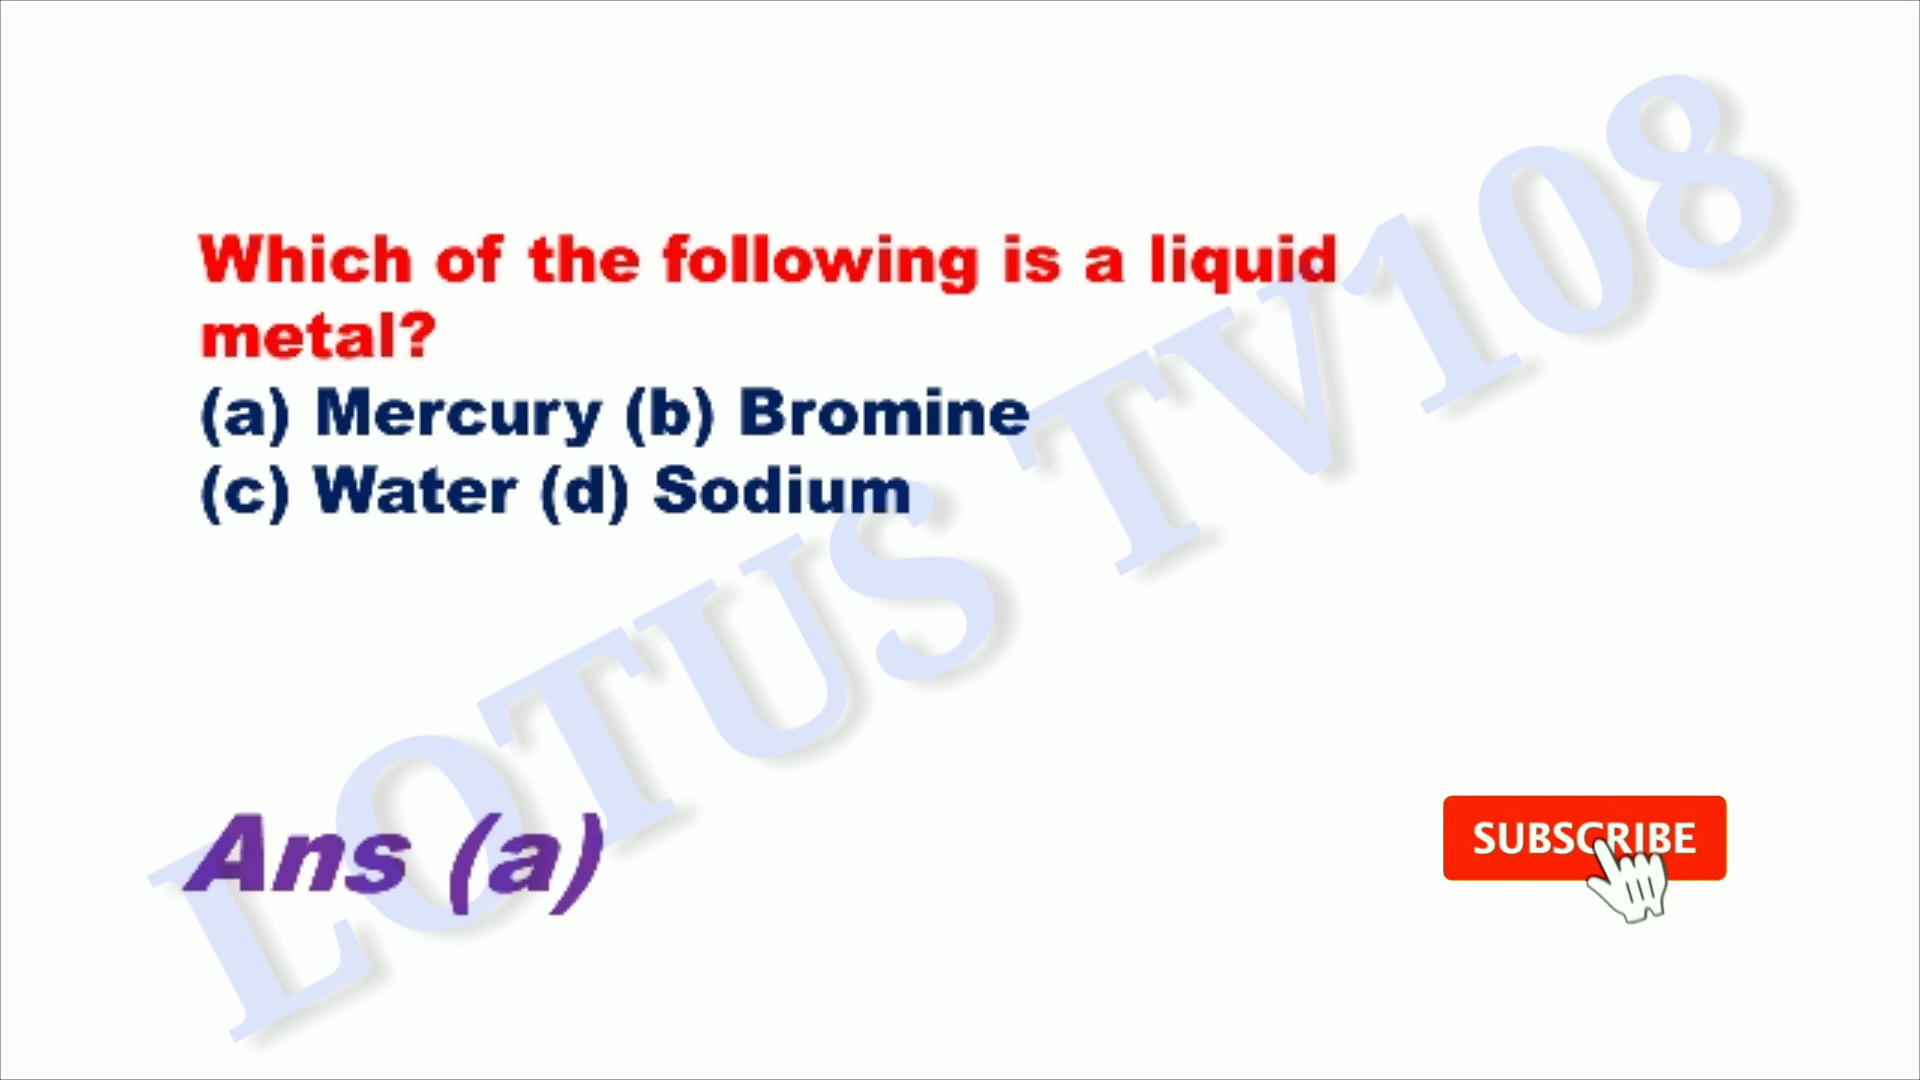 Which of the following is a liquid
metal?
(a) Mercury (b) Bromine
(c) Water (d) Sodium
LOTUS TV108
Ans (a)
SUBSCRIBE